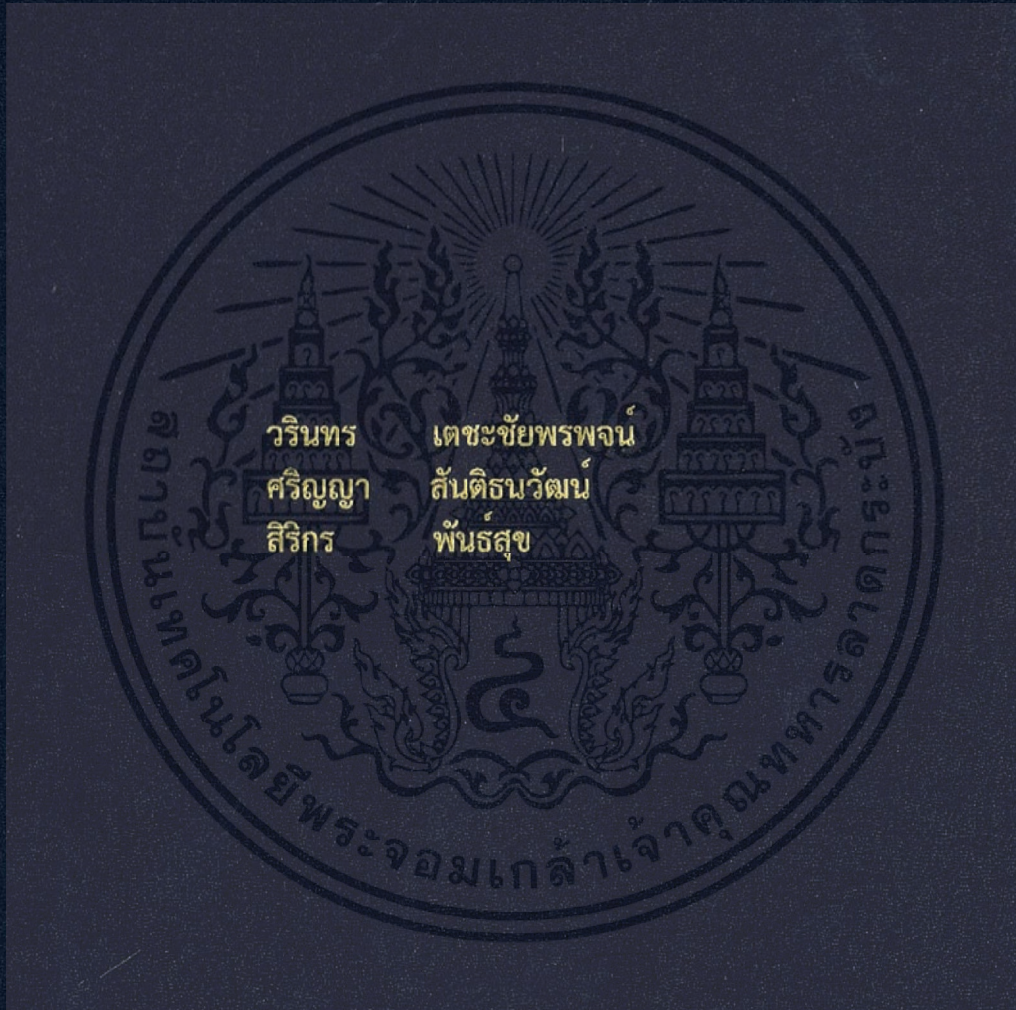 วรินทร เตชะชัยพรพจน์
ศริญญา สันติธนวัฒน์
สิริกร พันธ์สุข
๔
สถาบันเทคโนโลยีพระจอมเกล้าเจ้าคุณทหารลาดกระบัง